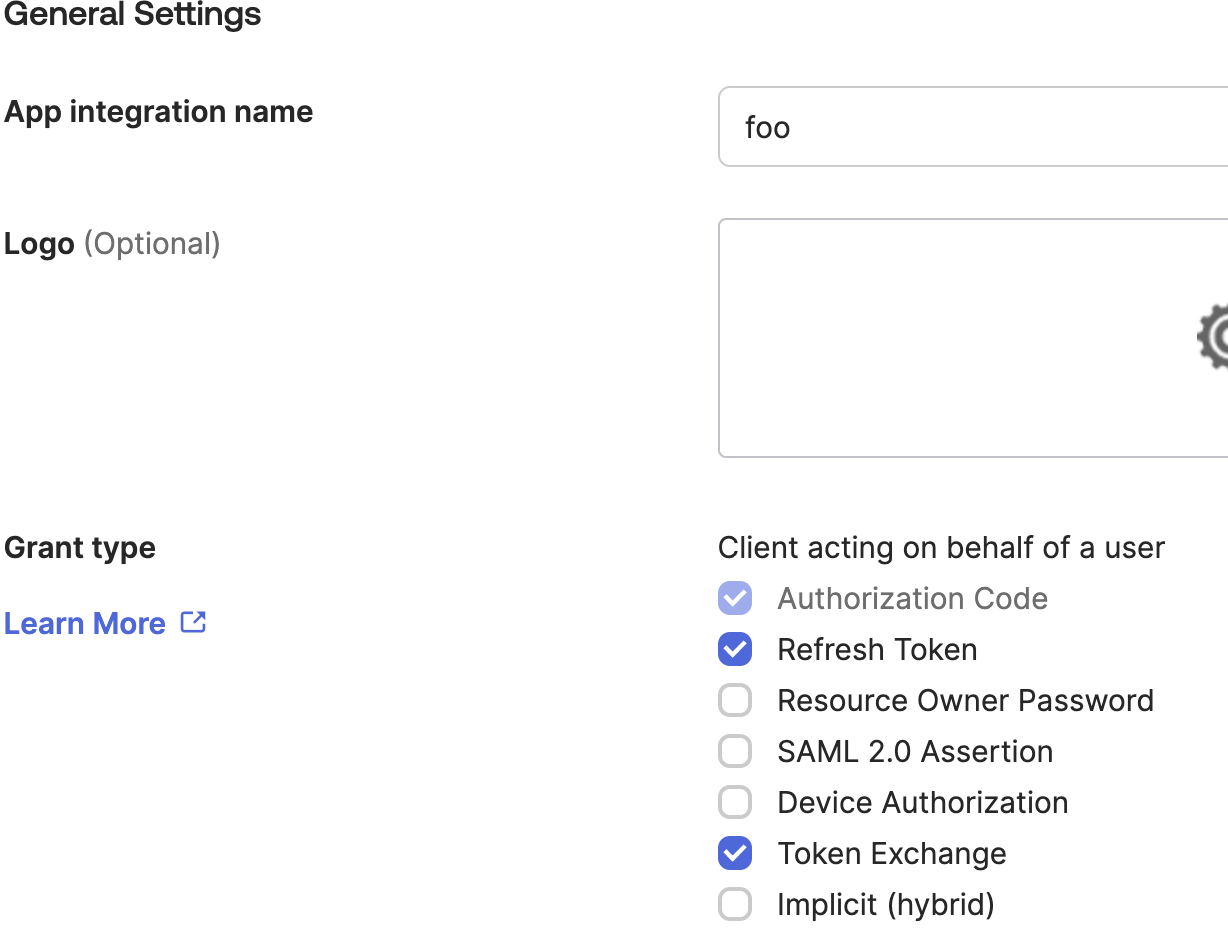 General Settings
App integration name
foo
Logo (Optional)
Grant type
Learn More
Client acting on behalf of a user
Authorization Code
Refresh Token
Resource Owner Password
SAML 2.0 Assertion
Device Authorization
Token Exchange
Implicit (hybrid)